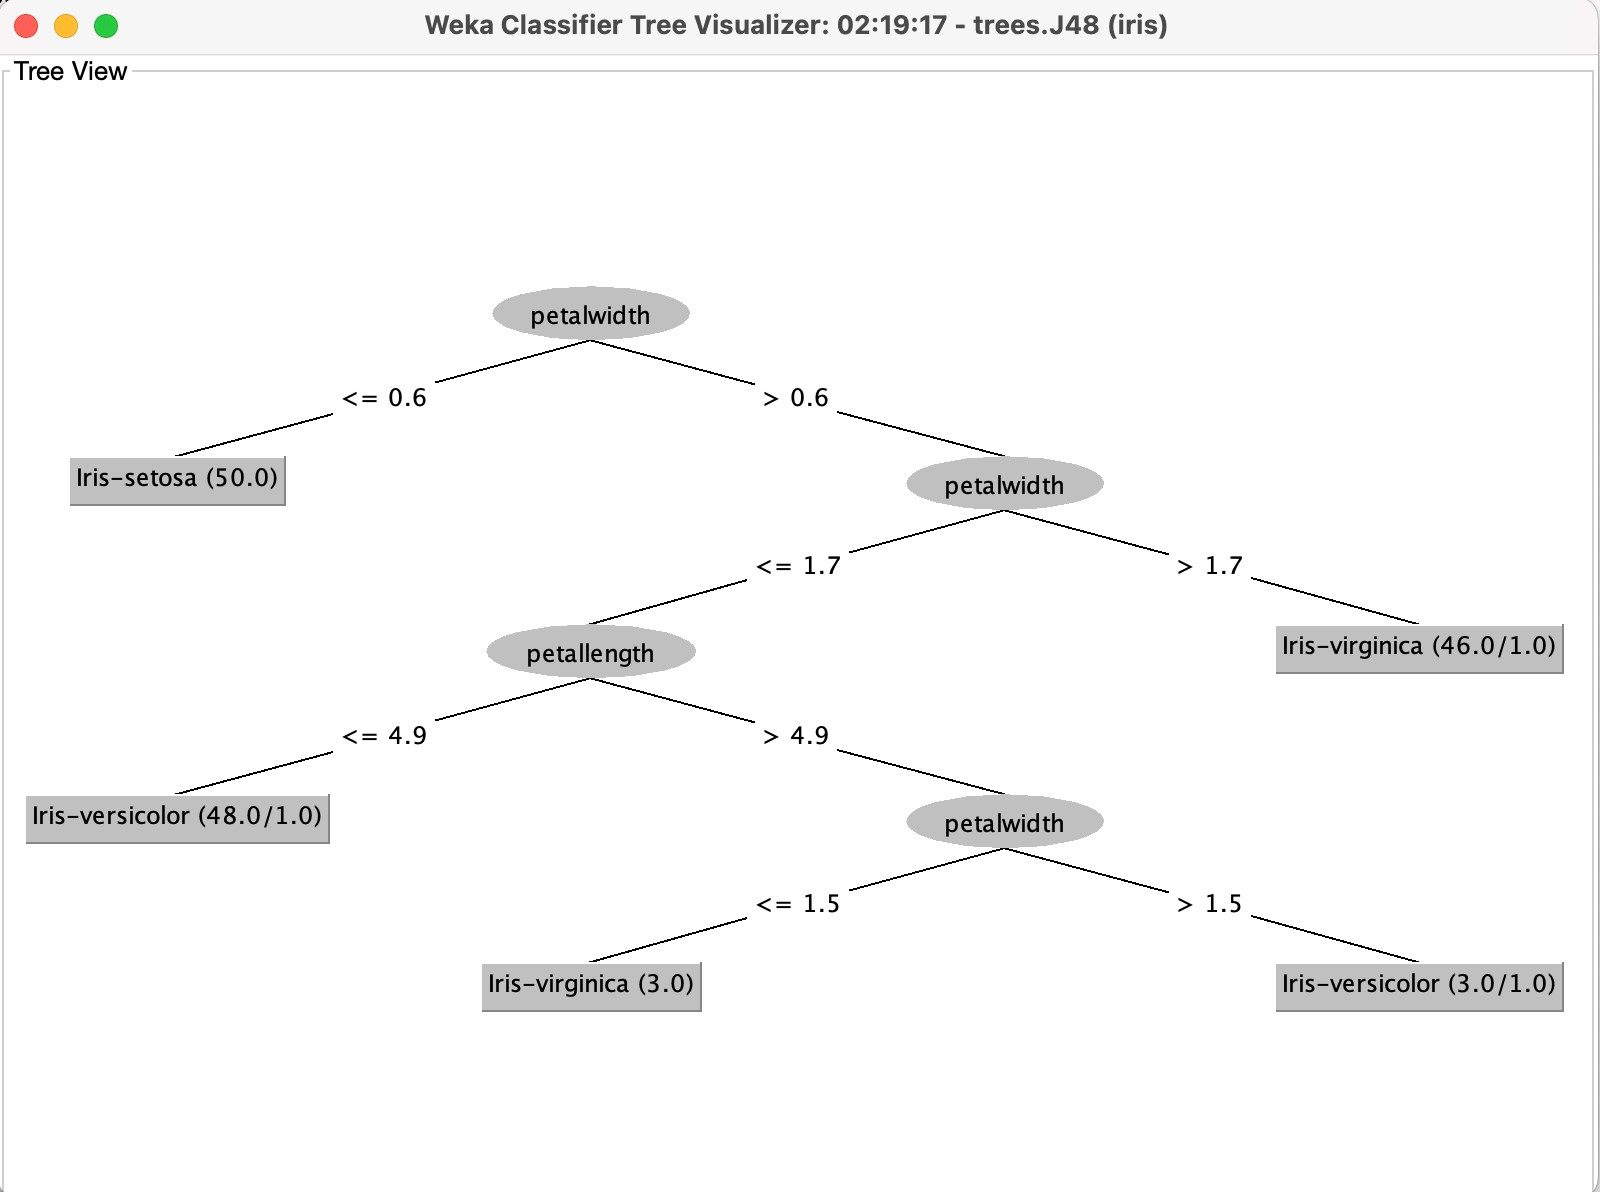 Weka Classifier Tree Visualizer: 02:19:17 - trees.J48 (iris)
Tree View
petalwidth
<= 0.6
> 0.6
Iris-setosa (50.0)
petalwidth
<= 1.7
> 1.7
petallength
Iris-virginica (46.0/1.0)
<= 4.9
> 4.9
Iris-versicolor (48.0/1.0)
petalwidth
<= 1.5
> 1.5
Iris-virginica (3.0)
Iris-versicolor (3.0/1.0)